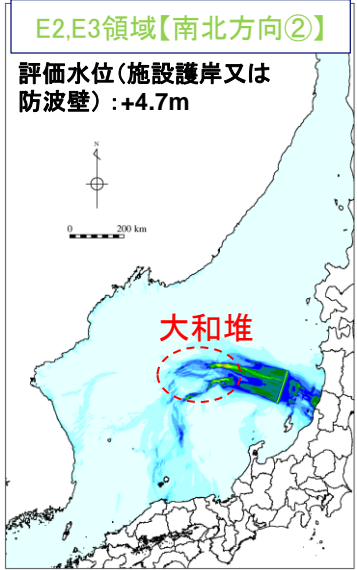 E2,E3領域【南北方向②】
評価水位（施設護岸又は
防波壁）：+4.7m
N
0 200 km
大和堆